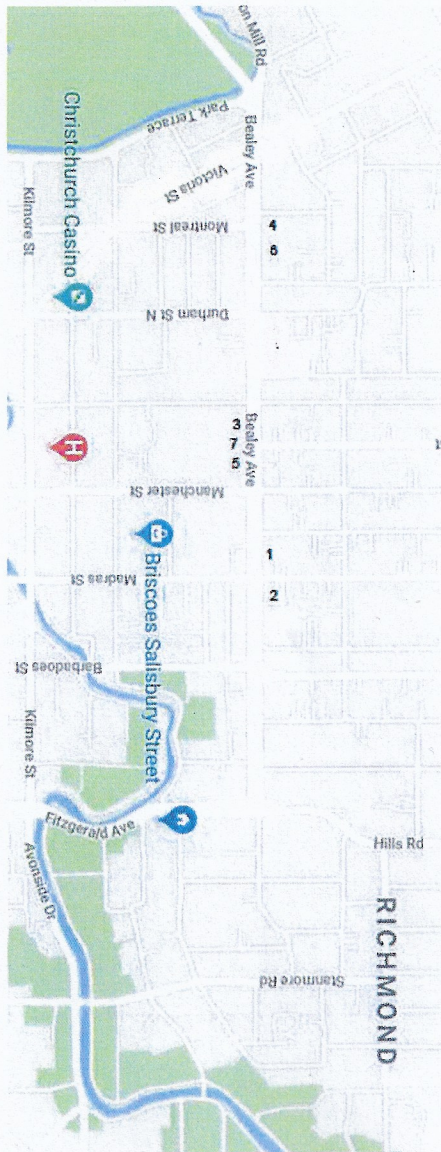 on Mill Rd
Park Terrace
Bealey Ave
Victoria St
Christchurch Casino
Kilmore St
Montreal St
4
6
Durham St N
3
Bealey Ave
7
5
H
Manchester St
1
Briscoes Salisbury Street
Madras St
2
Barbadoes St
Kilmore St
Fitzgerald Ave
Hills Rd
Avonside Dr
RICHMOND
Stanmore Rd